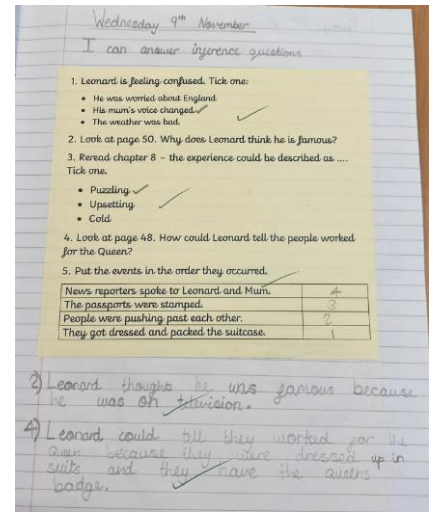 Wednesday 9th November
I can answer inference questions
1. Leonard is feeling confused. Tick one:
• He was worried about England
• His mum's voice changed.
• The weather was bad.
2. Look at page 50. Why does Leonard think he is famous?
3. Reread chapter 8 – the experience could be described as ....
Tick one.
• Puzzling
• Upsetting
• Cold
4. Look at page 48. How could Leonard tell the people worked
for the Queen?
5. Put the events in the order they occurred.
News reporters spoke to Leonard and Mum. 4
The passports were stamped. 3
People were pushing past each other. 2
They got dressed and packed the suitcase. 1
2) Leonard thought he was famous because
he was on television.
4) Leonard could tell they worked for the
Queen because they were dressed up in
suits and they have the queens
badge.